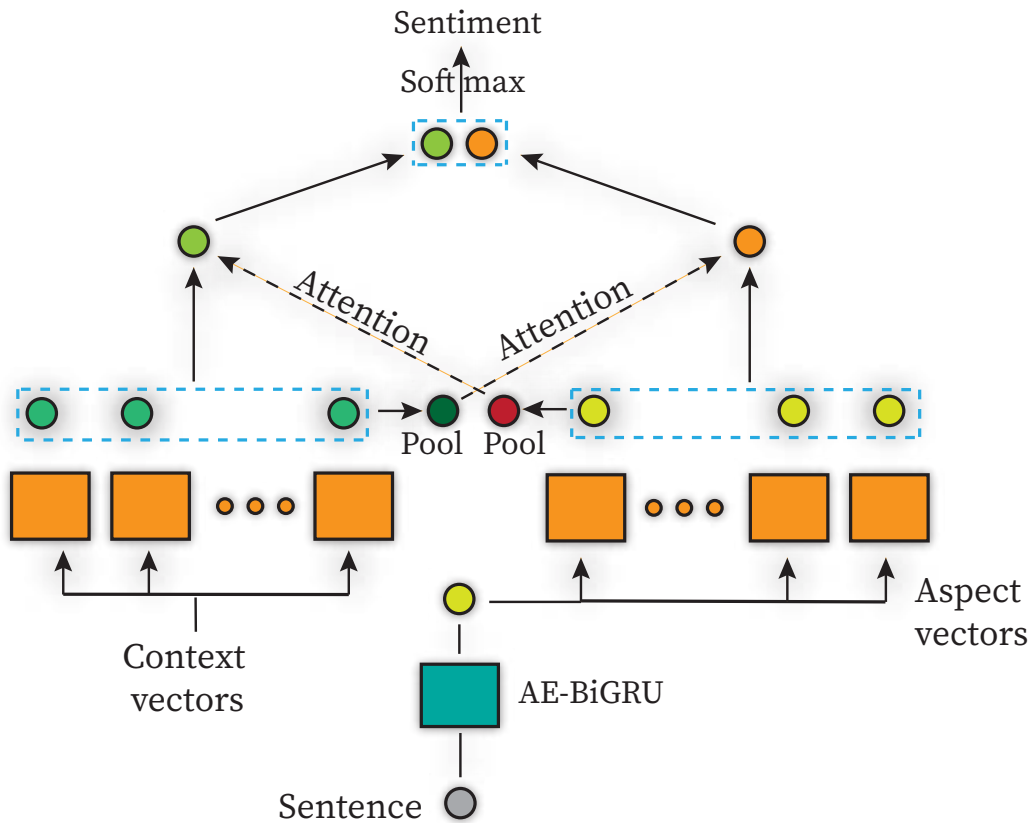 Sentiment
Soft max
Attention
Attention
Pool
Pool
Aspect
vectors
Context
vectors
AE-BiGRU
Sentence